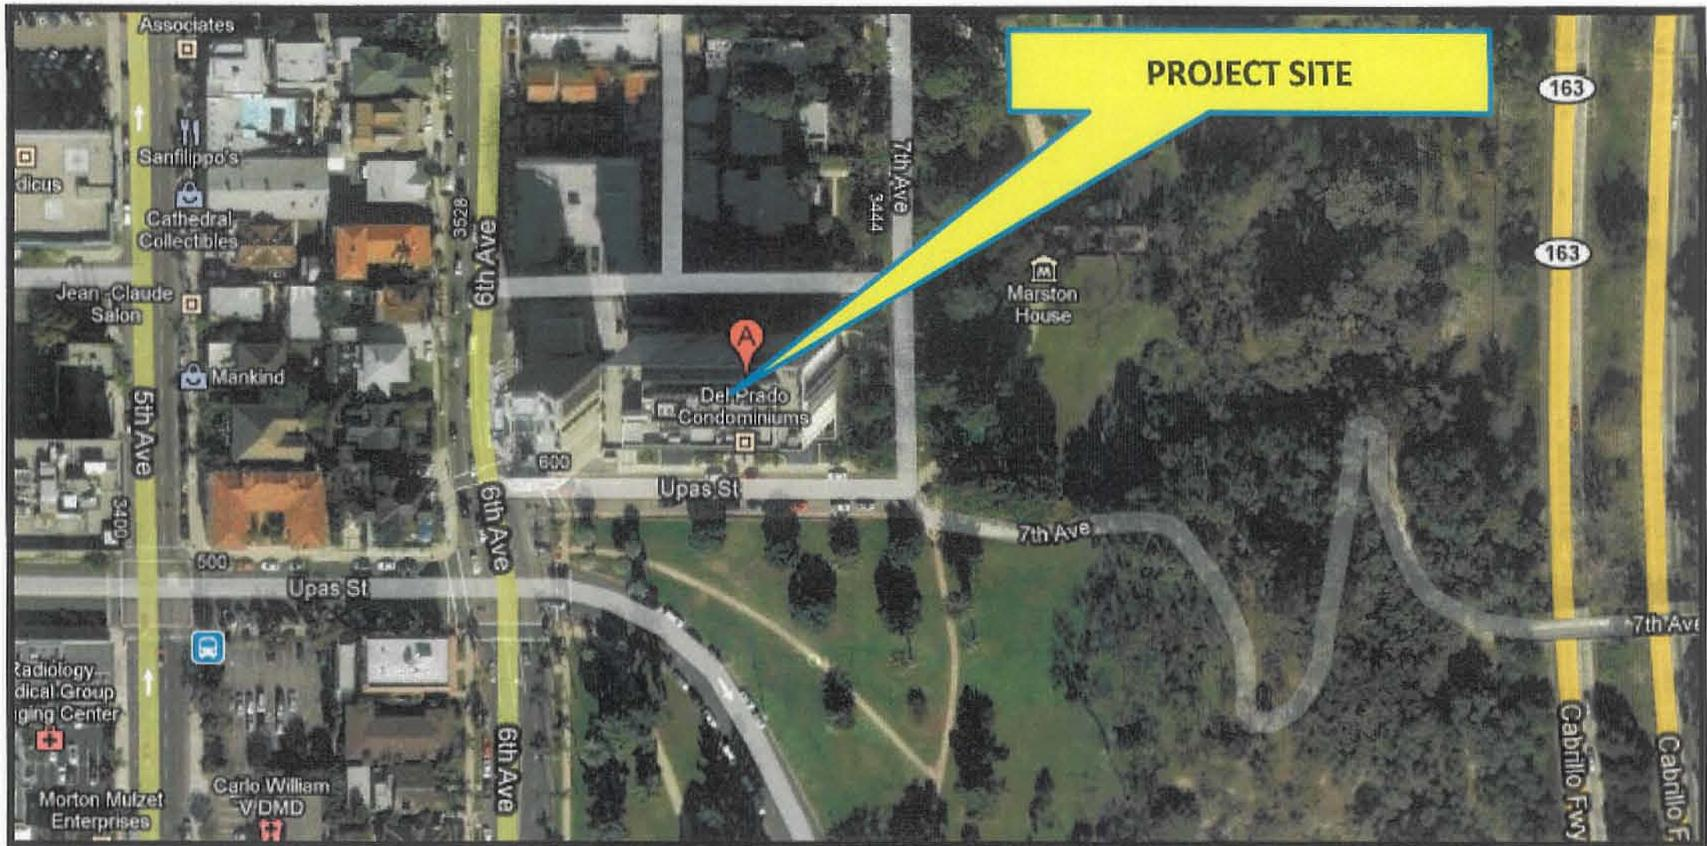 Associates
PROJECT SITE
163
Sanfilippo's
dicus
7th Ave
3444
3528
Cathedral
Collectibles
6th Ave
163
Jean-Claude
Salon
Marston
House
A
Mankind
Del Prado
Condominiums
5th Ave
600
Upas St
3400
6th Ave
7th Ave
500
Upas St
7th Ave
Radiology
dical Group
ging Center
6th Ave
Cabrillo Fwy
Cabrillo F
Carlo William
V DMD
Morton Mulzet
Enterprises